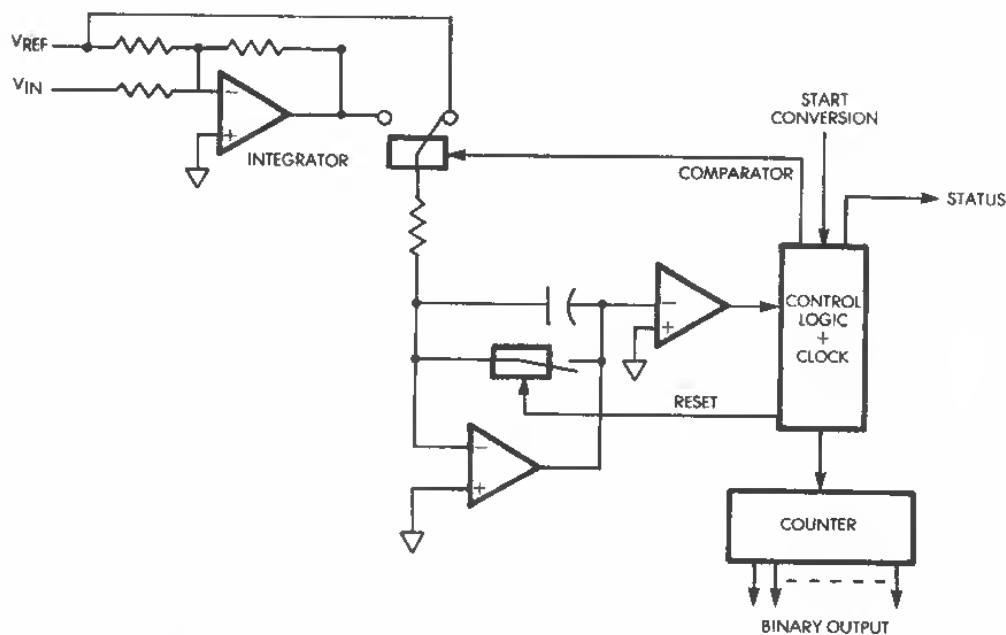 VREF
VIN
−
+
INTEGRATOR
START
CONVERSION
COMPARATOR
STATUS
−
+
CONTROL
LOGIC
+
CLOCK
RESET
−
+
COUNTER
BINARY OUTPUT